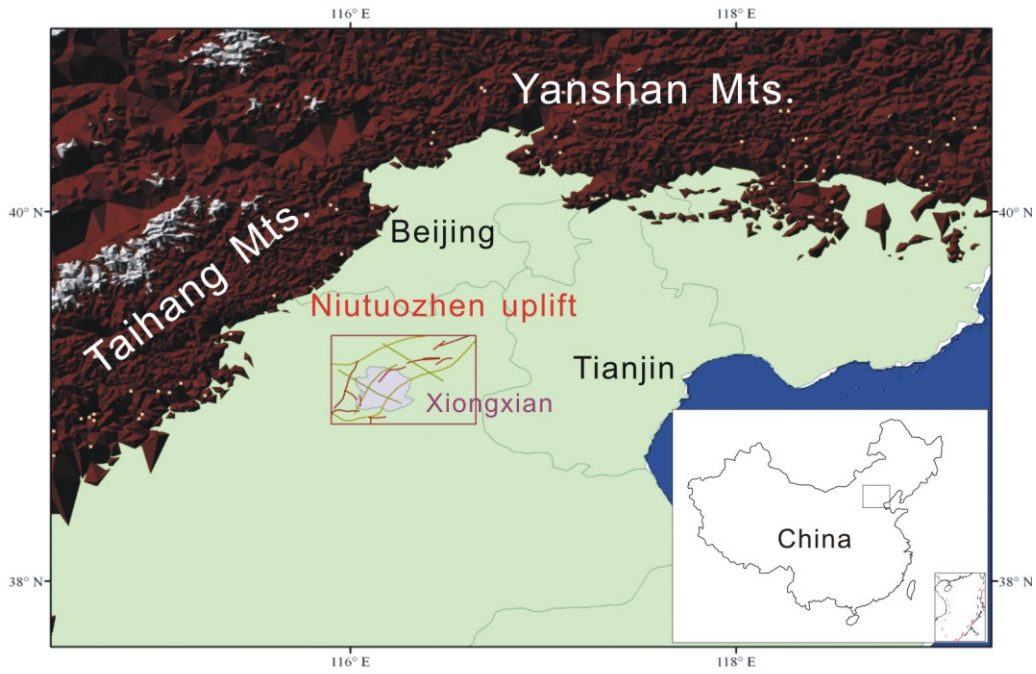 116° E
118° E
Yanshan Mts.
40° N
40° N
Taihang Mts.
Beijing
Niutuozhen uplift
Tianjin
Xiongxian
China
38° N
38° N
116° E
118° E